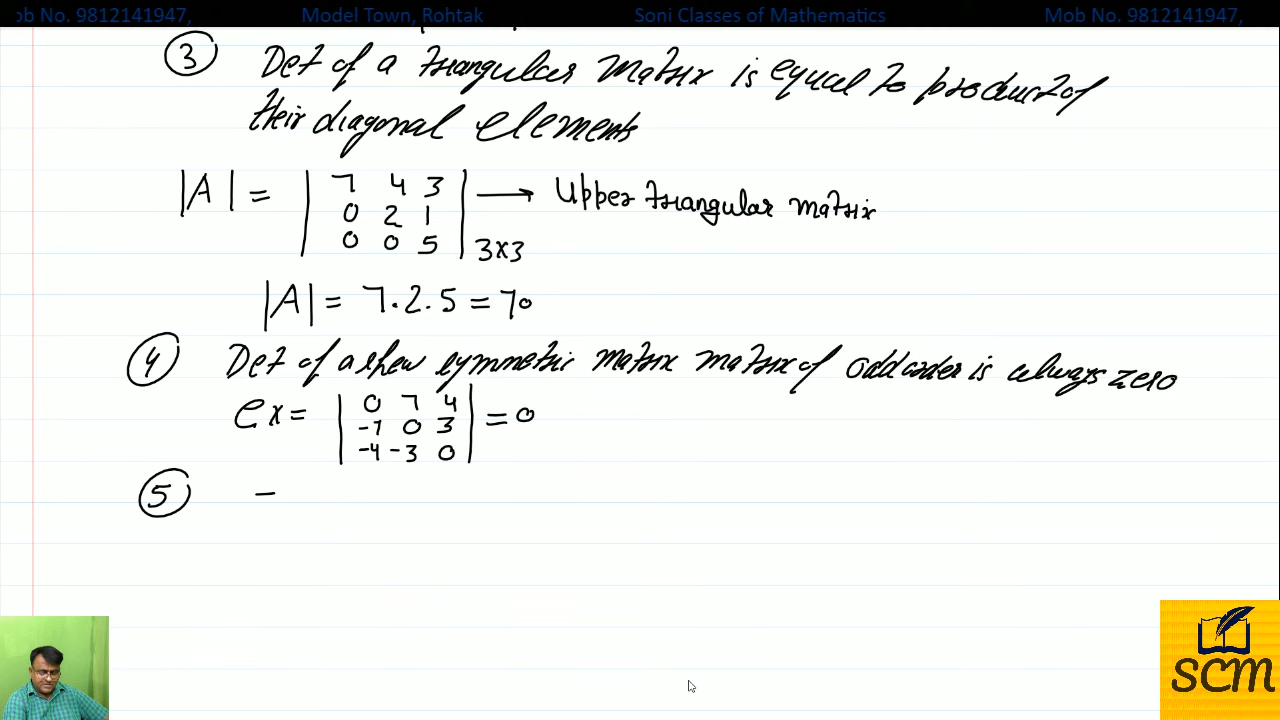 ob No. 9812141947, Model Town, Rohtak Soni Classes of Mathematics Mob No. 9812141947,
3 Det of a triangular matrix is equal to product of
their diagonal elements
|A| = | 7 4 3 | → Upper triangular matrix
0 2 1
0 0 5 3x3
|A| = 7.2.5 = 70
4 Det of a skew symmetric matrix matrix of odd order is always zero
ex = | 0 7 4 | = 0
-7 0 3
-4 -3 0
5 –
SCM